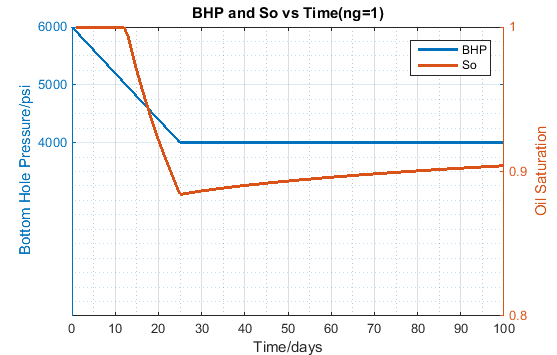 BHP and So vs Time(ng=1)
6000
5000
4000
Bottom Hole Pressure/psi
BHP
So
1
0.9
0.8
Oil Saturation
0 10 20 30 40 50 60 70 80 90 100
Time/days